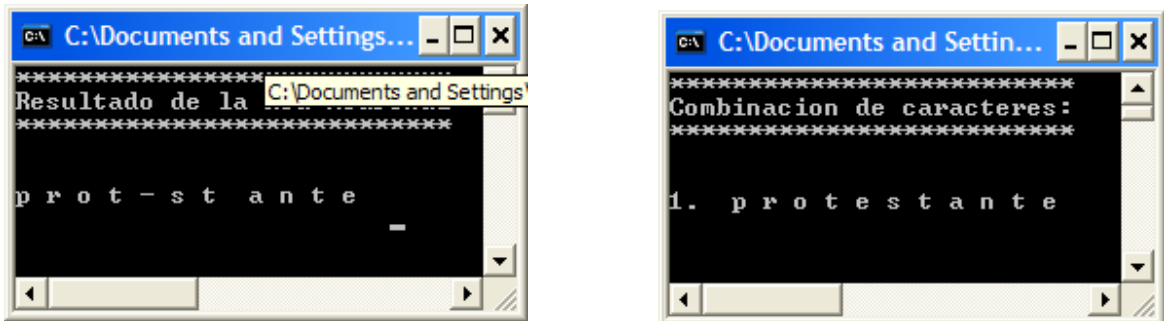 C:\Documents and Settings...
***************
C:\Documents and Settings\
Resultado de la
****************************
p r o t - s t a n t e
C:\Documents and Settin...
**************************
Combinacion de caracteres:
**************************
1. p r o t e s t a n t e